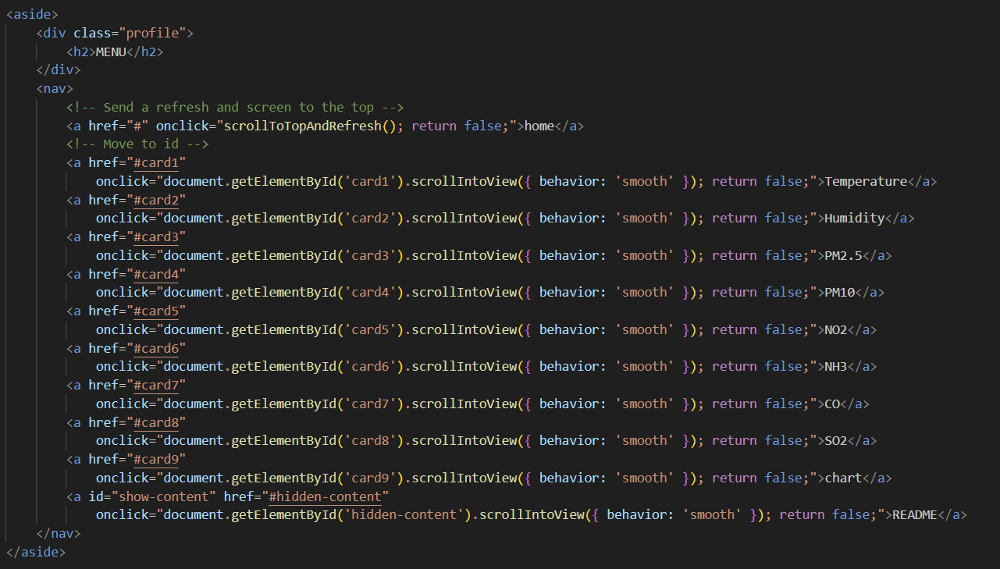 <aside>
<div class="profile">
<h2>MENU</h2>
</div>
<nav>
<!-- Send a refresh and screen to the top -->
<a href="#" onclick="scrollToTopAndRefresh(); return false;">home</a>
<!-- Move to id -->
<a href="#card1"
onclick="document.getElementById('card1').scrollIntoView({ behavior: 'smooth' }); return false;">Temperature</a>
<a href="#card2"
onclick="document.getElementById('card2').scrollIntoView({ behavior: 'smooth' }); return false;">Humidity</a>
<a href="#card3"
onclick="document.getElementById('card3').scrollIntoView({ behavior: 'smooth' }); return false;">PM2.5</a>
<a href="#card4"
onclick="document.getElementById('card4').scrollIntoView({ behavior: 'smooth' }); return false;">PM10</a>
<a href="#card5"
onclick="document.getElementById('card5').scrollIntoView({ behavior: 'smooth' }); return false;">NO2</a>
<a href="#card6"
onclick="document.getElementById('card6').scrollIntoView({ behavior: 'smooth' }); return false;">NH3</a>
<a href="#card7"
onclick="document.getElementById('card7').scrollIntoView({ behavior: 'smooth' }); return false;">CO</a>
<a href="#card8"
onclick="document.getElementById('card8').scrollIntoView({ behavior: 'smooth' }); return false;">SO2</a>
<a href="#card9"
onclick="document.getElementById('card9').scrollIntoView({ behavior: 'smooth' }); return false;">chart</a>
<a id="show-content" href="#hidden-content"
onclick="document.getElementById('hidden-content').scrollIntoView({ behavior: 'smooth' }); return false;">README</a>
</nav>
</aside>